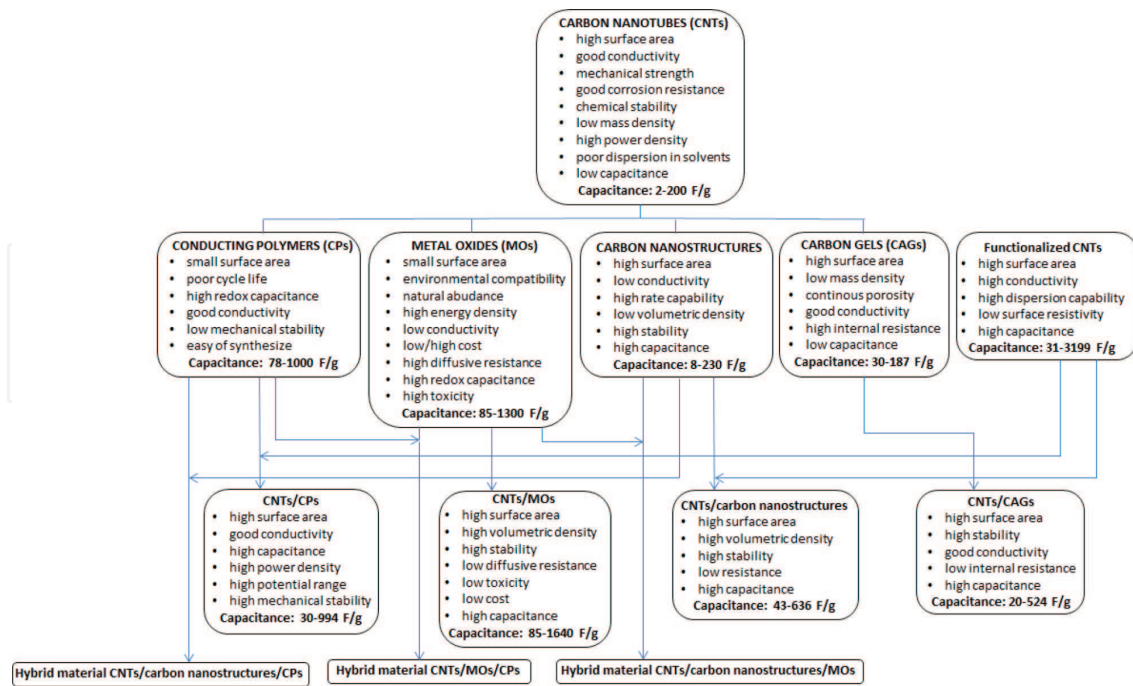 CARBON NANOTUBES (CNTs)
• high surface area
• good conductivity
• mechanical strength
• good corrosion resistance
• chemical stability
• low mass density
• high power density
• poor dispersion in solvents
• low capacitance
Capacitance: 2-200 F/g
CONDUCTING POLYMERS (CPs)
• small surface area
• poor cycle life
• high redox capacitance
• good conductivity
• low mechanical stability
• easy of synthesize
Capacitance: 78-1000 F/g
METAL OXIDES (MOs)
• small surface area
• environmental compatibility
• natural abudance
• high energy density
• low conductivity
• low/high cost
• high diffusive resistance
• high redox capacitance
• high toxicity
Capacitance: 85-1300 F/g
CARBON NANOSTRUCTURES
• high surface area
• low conductivity
• high rate capability
• low volumetric density
• high stability
• high capacitance
Capacitance: 8-230 F/g
CARBON GELS (CAGs)
• high surface area
• low mass density
• continous porosity
• good conductivity
• high internal resistance
• low capacitance
Capacitance: 30-187 F/g
Functionalized CNTs
• high surface area
• high conductivity
• high dispersion capability
• low surface resistivity
• high capacitance
Capacitance: 31-3199 F/g
CNTs/CPs
• high surface area
• good conductivity
• high capacitance
• high power density
• high potential range
• high mechanical stability
Capacitance: 30-994 F/g
CNTs/MOs
• high surface area
• high volumetric density
• high stability
• low diffusive resistance
• low toxicity
• low cost
• high capacitance
Capacitance: 85-1640 F/g
CNTs/carbon nanostructures
• high surface area
• high volumetric density
• high stability
• low resistance
• high capacitance
Capacitance: 43-636 F/g
CNTs/CAGs
• high surface area
• high stability
• good conductivity
• low internal resistance
• high capacitance
Capacitance: 20-524 F/g
Hybrid material CNTs/carbon nanostructures/CPs
Hybrid material CNTs/MOs/CPs
Hybrid material CNTs/carbon nanostructures/MOs